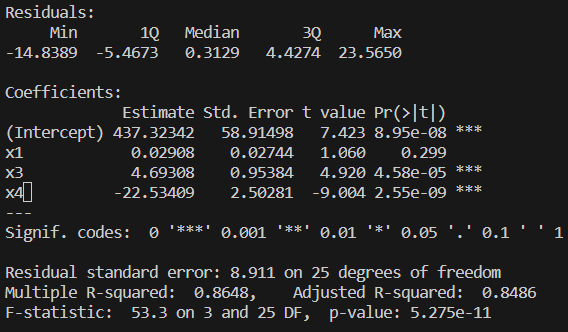 Residuals:
Min 1Q Median 3Q Max
-14.8389 -5.4673 0.3129 4.4274 23.5650
Coefficients:
Estimate Std. Error t value Pr(>|t|)
(Intercept) 437.32342 58.91498 7.423 8.95e-08 ***
x1 0.02908 0.02744 1.060 0.299
x3 4.69308 0.95384 4.920 4.58e-05 ***
x4 -22.53409 2.50281 -9.004 2.55e-09 ***
---
Signif. codes: 0 '***' 0.001 '**' 0.01 '*' 0.05 '.' 0.1 ' ' 1
Residual standard error: 8.911 on 25 degrees of freedom
Multiple R-squared: 0.8648, Adjusted R-squared: 0.8486
F-statistic: 53.3 on 3 and 25 DF, p-value: 5.275e-11